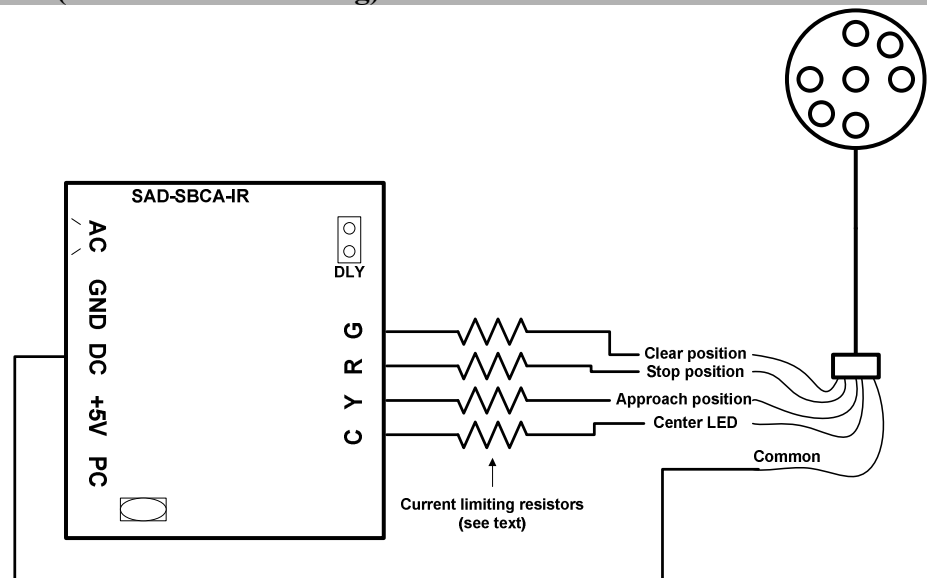 SAD-SBCA-IR
AC
GND
DC
+5V
PC
DLY
G
R
Y
C
Clear position
Stop position
Approach position
Center LED
Common
Current limiting resistors
(see text)